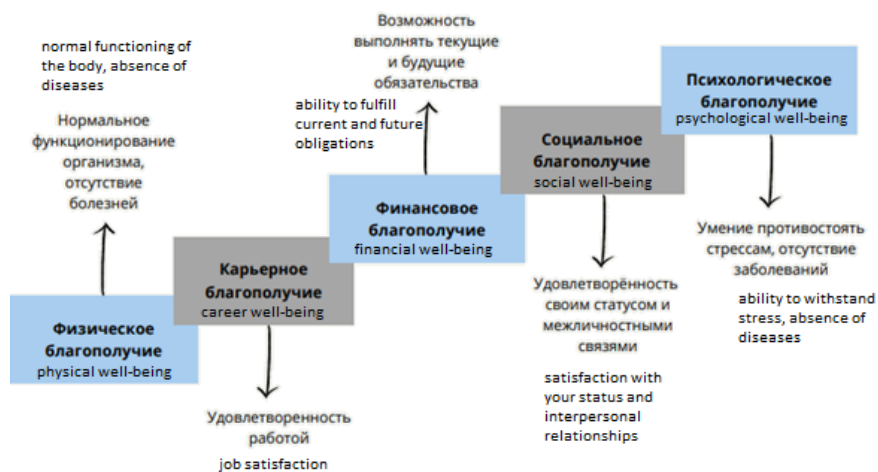 normal functioning of
the body, absence of
diseases
Нормальное
функционирование
организма,
отсутствие
болезней
Физическое
благополучие
physical well-being
Карьерное
благополучие
career well-being
Удовлетворенность
работой
job satisfaction
Возможность
выполнять текущие
и будущие
обязательства
ability to fulfill
current and future
obligations
Финансовое
благополучие
financial well-being
Социальное
благополучие
social well-being
Удовлетворённость
своим статусом и
межличностными
связями
satisfaction with
your status and
interpersonal
relationships
Психологическое
благополучие
psychological well-being
Умение противостоять
стрессам, отсутствие
заболеваний
ability to withstand
stress, absence of
diseases